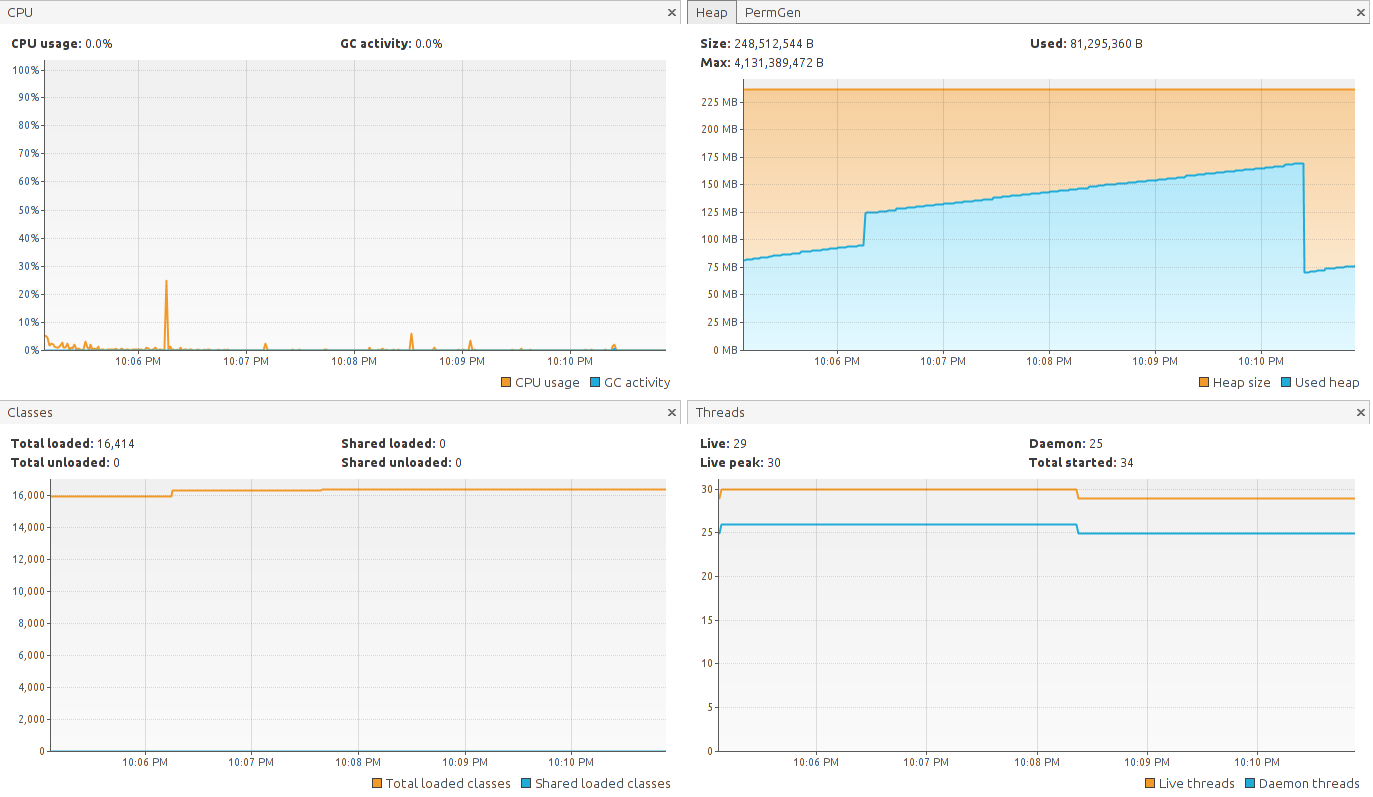 CPU ×
CPU usage: 0.0% GC activity: 0.0%
100%
90%
80%
70%
60%
50%
40%
30%
20%
10%
0%
10:06 PM 10:07 PM 10:08 PM 10:09 PM 10:10 PM
CPU usage GC activity
Heap PermGen ×
Size: 248,512,544 B Used: 81,295,360 B
Max: 4,131,389,472 B
225 MB
200 MB
175 MB
150 MB
125 MB
100 MB
75 MB
50 MB
25 MB
0 MB
10:06 PM 10:07 PM 10:08 PM 10:09 PM 10:10 PM
Heap size Used heap
Classes ×
Total loaded: 16,414 Shared loaded: 0
Total unloaded: 0 Shared unloaded: 0
16,000
14,000
12,000
10,000
8,000
6,000
4,000
2,000
0
10:06 PM 10:07 PM 10:08 PM 10:09 PM 10:10 PM
Total loaded classes Shared loaded classes
Threads ×
Live: 29 Daemon: 25
Live peak: 30 Total started: 34
30
25
20
15
10
5
0
10:06 PM 10:07 PM 10:08 PM 10:09 PM 10:10 PM
Live threads Daemon threads